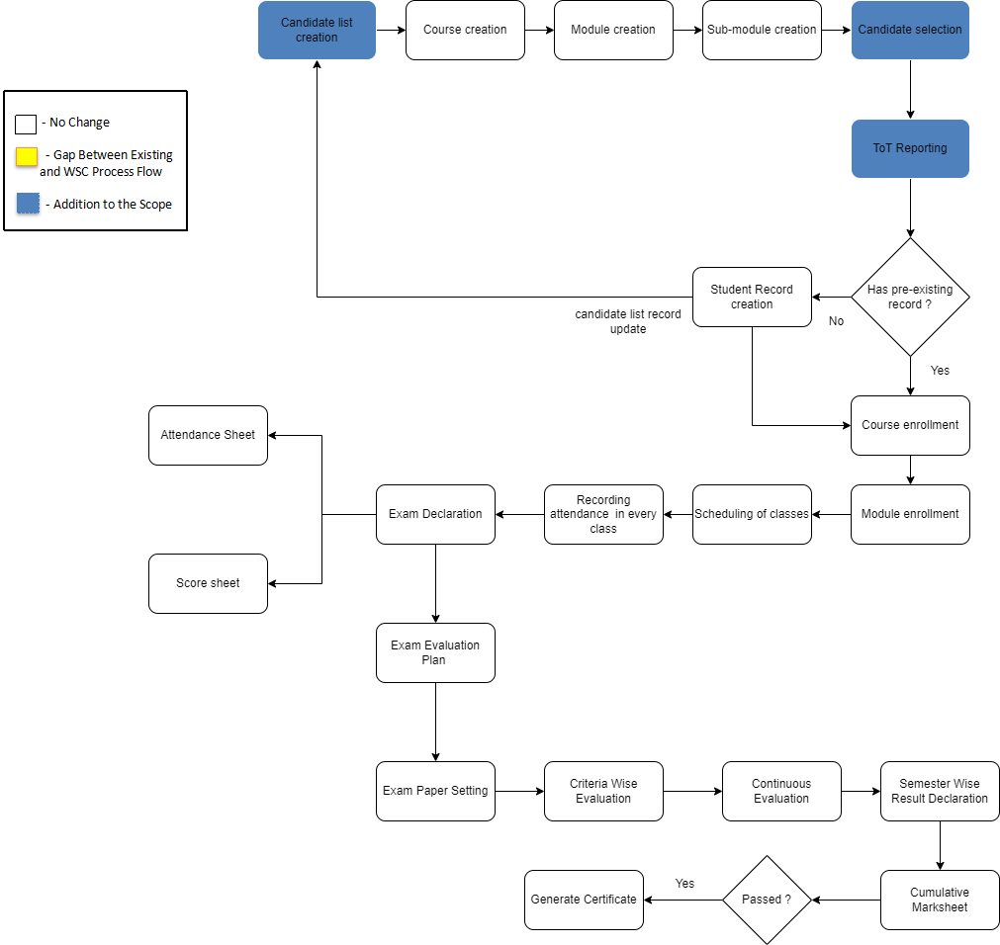 Candidate list
creation
Course creation
Module creation
Sub-module creation
Candidate selection
- No Change
- Gap Between Existing
and WSC Process Flow
- Addition to the Scope
ToT Reporting
Has pre-existing
record ?
No
Yes
Student Record
creation
candidate list record
update
Course enrollment
Module enrollment
Scheduling of classes
Recording
attendance in every
class
Exam Declaration
Attendance Sheet
Score sheet
Exam Evaluation
Plan
Exam Paper Setting
Criteria Wise
Evaluation
Continuous
Evaluation
Semester Wise
Result Declaration
Cumulative
Marksheet
Passed ?
Yes
Generate Certificate